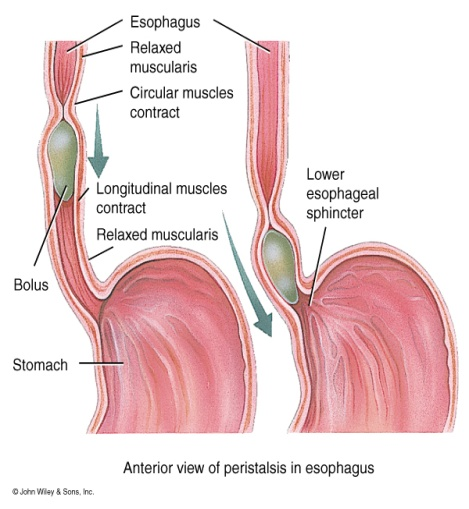 Esophagus
Relaxed
muscularis
Circular muscles
contract
Lower
esophageal
sphincter
Longitudinal muscles
contract
Relaxed muscularis
Bolus
Stomach
Anterior view of peristalsis in esophagus
© John Wiley & Sons, Inc.